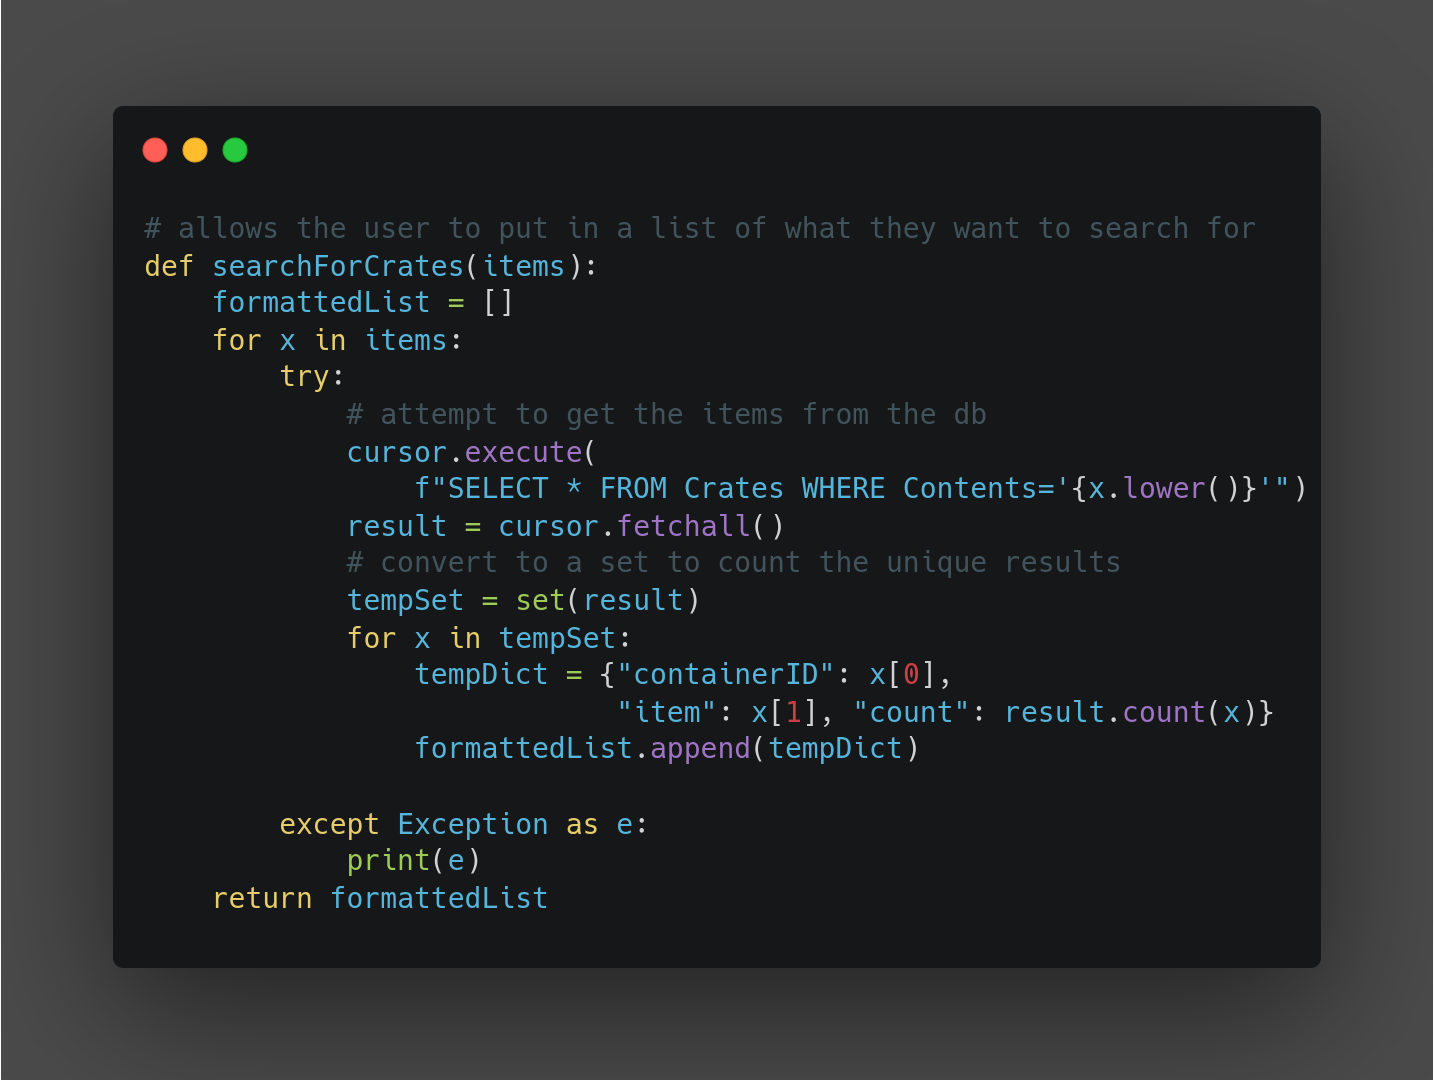 # allows the user to put in a list of what they want to search for
def searchForCrates(items):
    formattedList = []
    for x in items:
        try:
            # attempt to get the items from the db
            cursor.execute(
                f"SELECT * FROM Crates WHERE Contents='{x.lower()}'")
            result = cursor.fetchall()
            # convert to a set to count the unique results
            tempSet = set(result)
            for x in tempSet:
                tempDict = {"containerID": x[0],
                            "item": x[1], "count": result.count(x)}
                formattedList.append(tempDict)

        except Exception as e:
            print(e)
    return formattedList